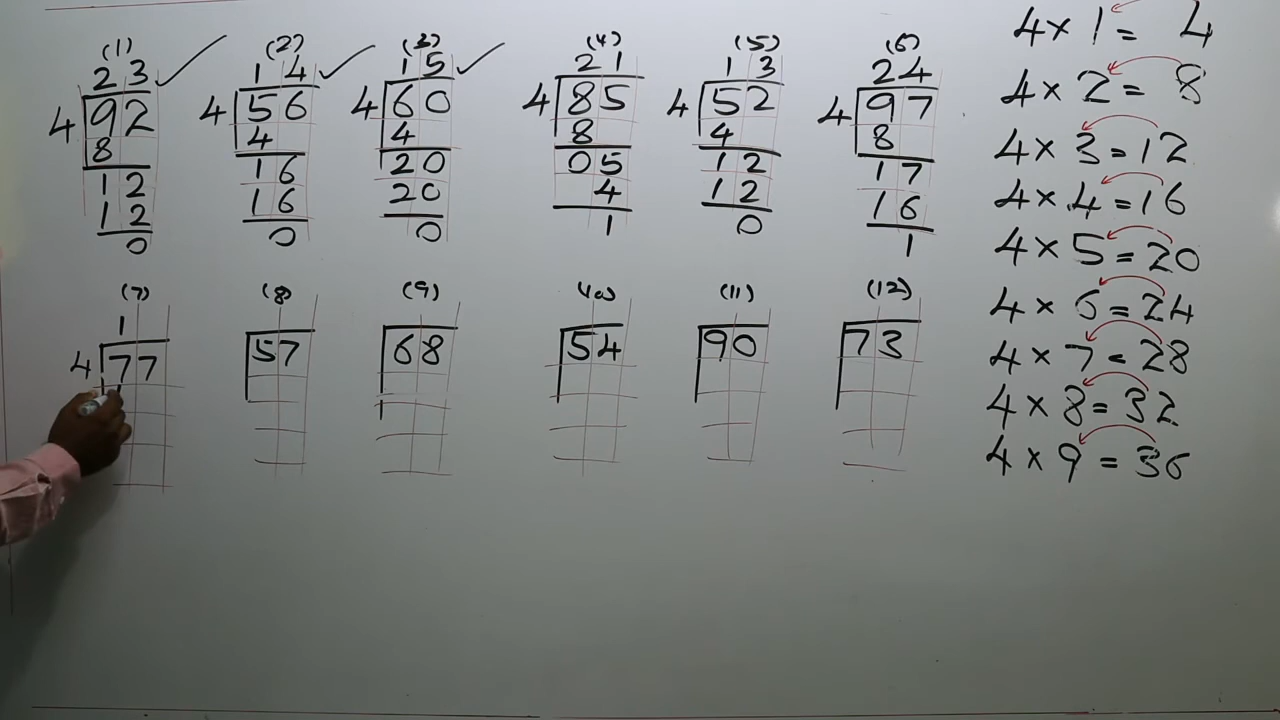 (1) (2) (3) (4) (5) (6)
23 14 15 21 13 24
4 92 4 56 4 60 4 85 4 52 4 97
8 4 4 8 4 8
12 16 20 05 12 17
12 16 20 4 12 16
0 0 0 1 0 1
(7) (8) (9) (10) (11) (12)
1
4 77 57 68 54 90 73
4 × 1 = 4
4 × 2 = 8
4 × 3 = 12
4 × 4 = 16
4 × 5 = 20
4 × 6 = 24
4 × 7 = 28
4 × 8 = 32
4 × 9 = 36